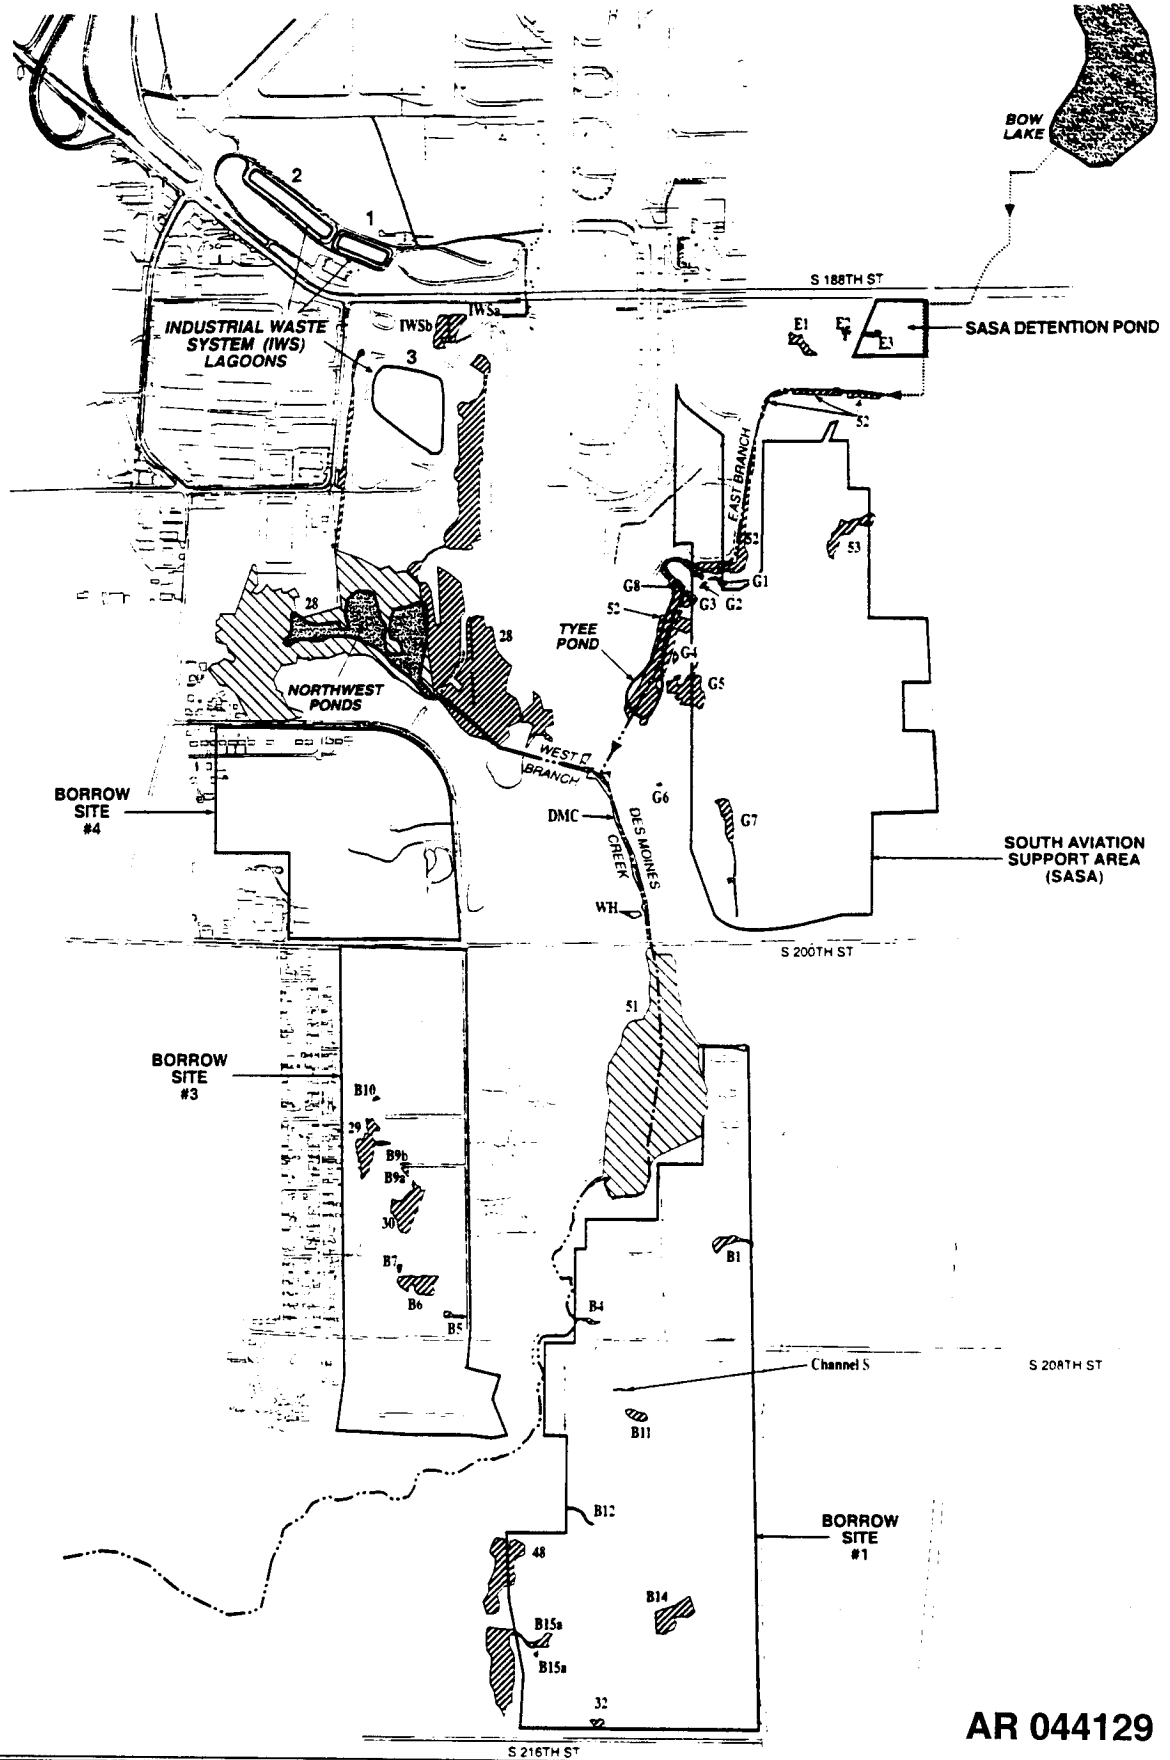 BOW
LAKE
2
1
S 188TH ST
IWSa
IWSb
E1
E2
E3
SASA DETENTION POND
INDUSTRIAL WASTE
SYSTEM (IWS)
LAGOONS
3
52
EAST BRANCH
52
53
G8
G1
G2
G3
52
28
28
TYEE
POND
G4
G5
NORTHWEST
PONDS
WEST
BRANCH
G6
G7
BORROW
SITE
#4
DMC
DES MOINES
CREEK
SOUTH AVIATION
SUPPORT AREA
(SASA)
WH
S 200TH ST
51
BORROW
SITE
#3
B10
29
B9b
B9a
30
B7
B6
B5
B1
B4
Channel S
S 208TH ST
B11
B12
BORROW
SITE
#1
48
B14
B15a
B15a
32
AR 044129
S 216TH ST